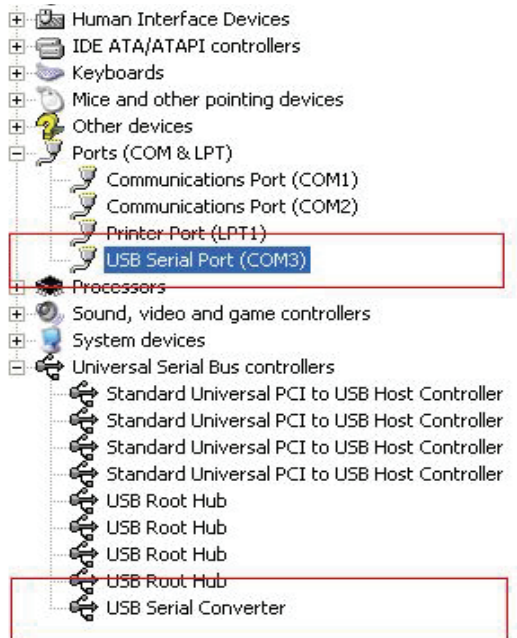 Human Interface Devices
IDE ATA/ATAPI controllers
Keyboards
Mice and other pointing devices
Other devices
Ports (COM & LPT)
Communications Port (COM1)
Communications Port (COM2)
Printer Port (LPT1)
USB Serial Port (COM3)
Processors
Sound, video and game controllers
System devices
Universal Serial Bus controllers
Standard Universal PCI to USB Host Controller
Standard Universal PCI to USB Host Controller
Standard Universal PCI to USB Host Controller
Standard Universal PCI to USB Host Controller
USB Root Hub
USB Root Hub
USB Root Hub
USB Root Hub
USB Serial Converter